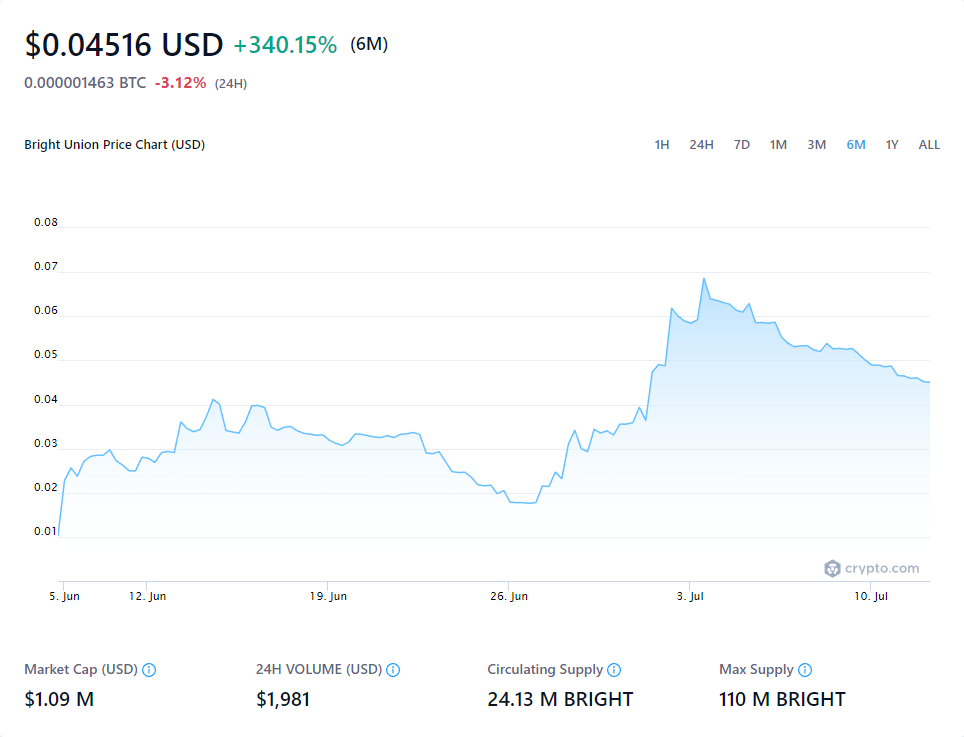 $0.04516 USD +340.15% (6M)
0.000001463 BTC -3.12% (24H)
Bright Union Price Chart (USD) 1H 24H 7D 1M 3M 6M 1Y ALL
0.08
0.07
0.06
0.05
0.04
0.03
0.02
0.01
crypto.com
5. Jun 12. Jun 19. Jun 26. Jun 3. Jul 10. Jul
Market Cap (USD) 24H VOLUME (USD) Circulating Supply Max Supply
$1.09 M $1,981 24.13 M BRIGHT 110 M BRIGHT